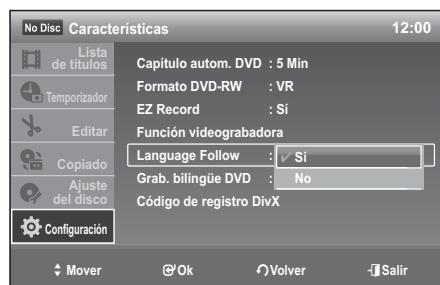 No Disc Características 12:00
Lista de títulos
Temporizador
Editar
Copiado
Ajuste del disco
Configuración
Capítulo autom. DVD : 5 Min
Formato DVD-RW : VR
EZ Record : Sí
Función videograbadora
Language Follow : ✓ Sí
Grab. bilingüe DVD : No
Código de registro DivX
Mover Ok Volver Salir